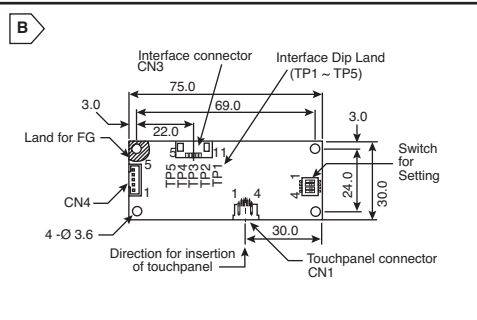 B
Interface connector
CN3
Interface Dip Land
(TP1 ~ TP5)
75.0
3.0
69.0
3.0
22.0
Land for FG
5
1
5
11
TP5
TP4
TP3
TP2
TP1
Switch
for
Setting
4 1
24.0
30.0
CN4
1 4
4 -Ø 3.6
30.0
Direction for insertion
of touchpanel
Touchpanel connector
CN1